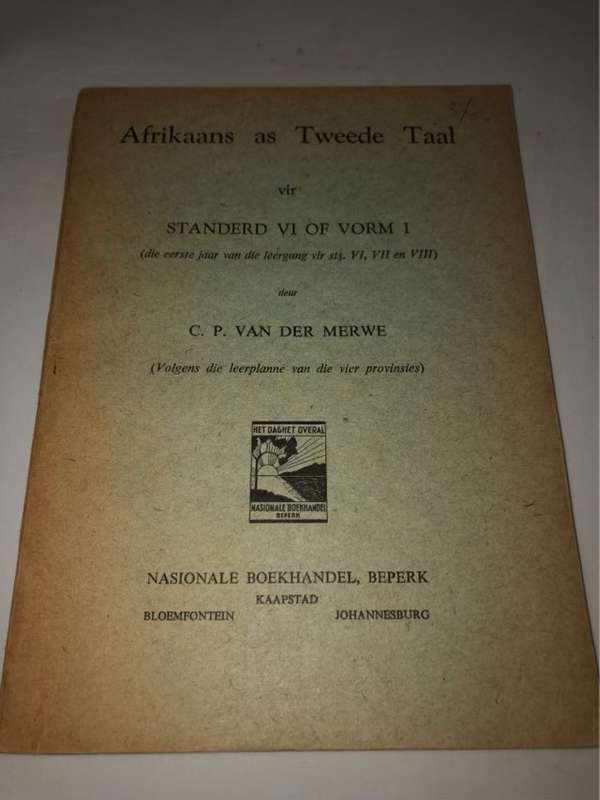 Afrikaans as Tweede Taal
vir
STANDERD VI OF VORM I
(die eerste jaar van die leergang vir sts. VI, VII en VIII)
deur
C. P. VAN DER MERWE
(Volgens die leerplanne van die vier provinsies)
HET DAGHET OVERAL
NASIONALE BOEKHANDEL
BEPERK
NASIONALE BOEKHANDEL, BEPERK
KAAPSTAD
BLOEMFONTEIN JOHANNESBURG